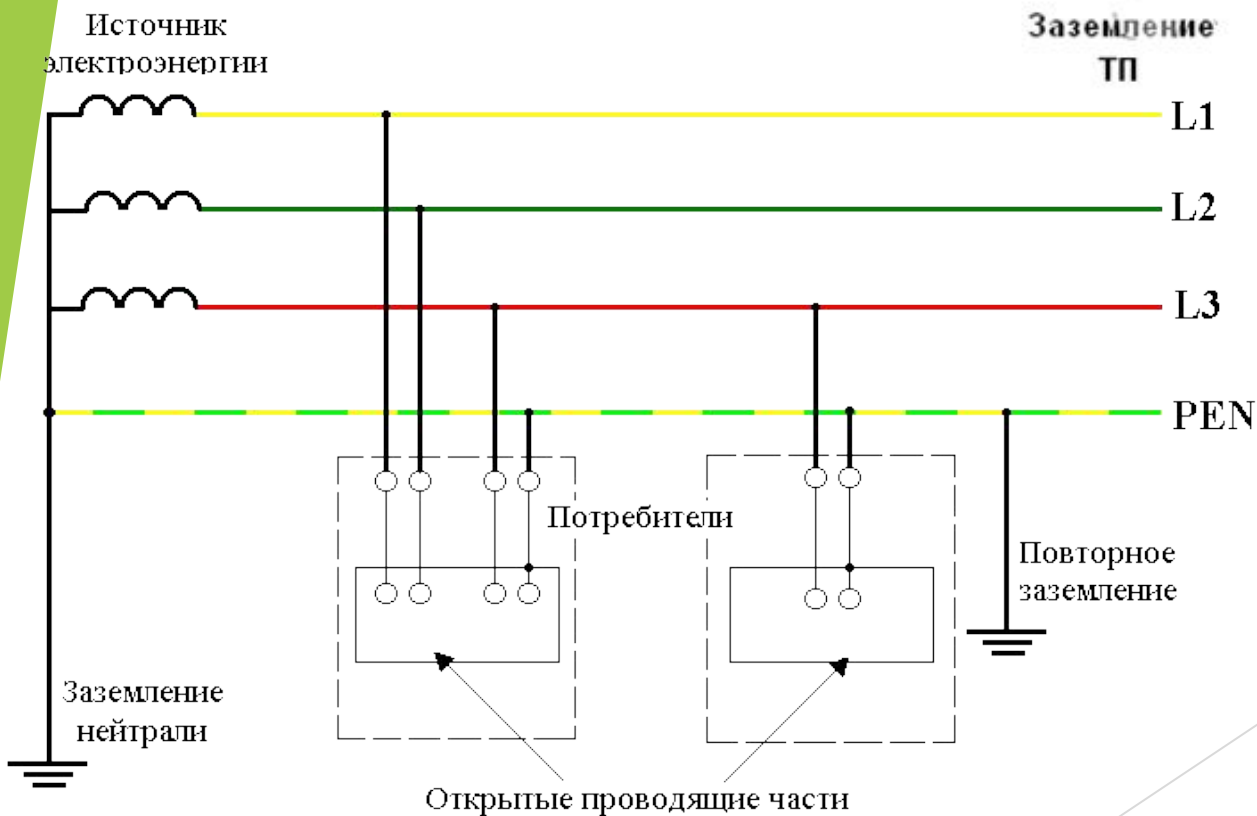 Источник
электроэнергии
Заземление
ТП
L1
L2
L3
PEN
Потребители
Повторное
заземление
Заземление
нейтрали
Открытые проводящие части